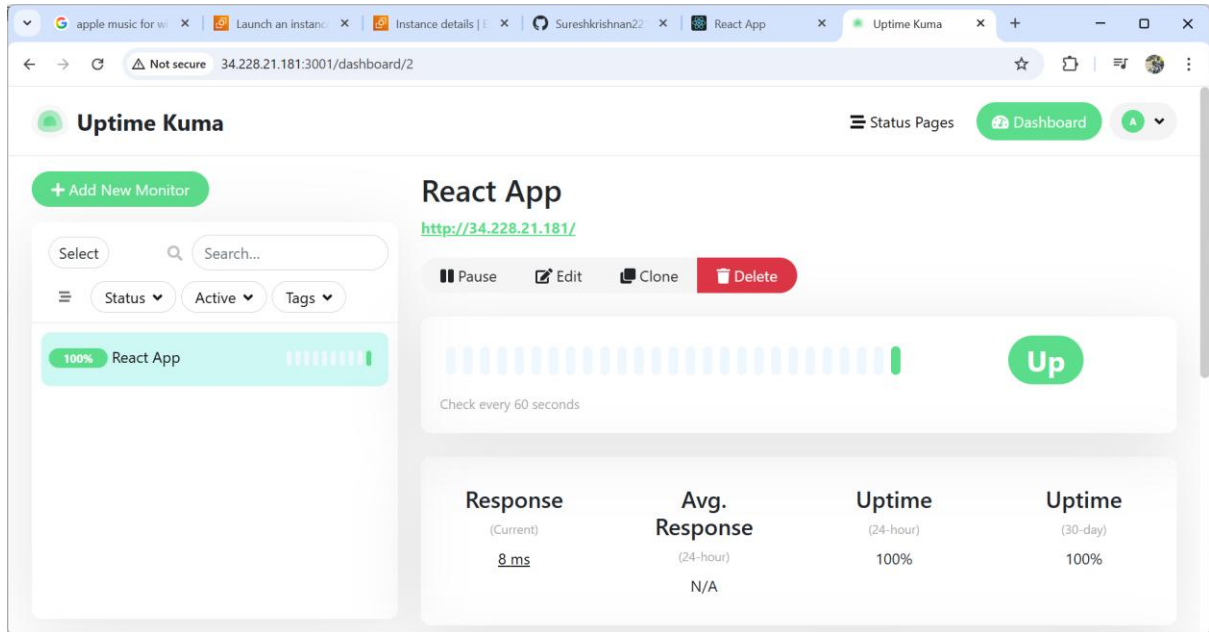 apple music for wi
Launch an instanc
Instance details | E
Sureshkrishnan22
React App
Uptime Kuma
Not secure 34.228.21.181:3001/dashboard/2
Uptime Kuma
Status Pages
Dashboard
A
+ Add New Monitor
Select
Search...
Status
Active
Tags
100% React App
React App
http://34.228.21.181/
Pause
Edit
Clone
Delete
Up
Check every 60 seconds
Response
(Current)
8 ms
Avg.
Response
(24-hour)
N/A
Uptime
(24-hour)
100%
Uptime
(30-day)
100%